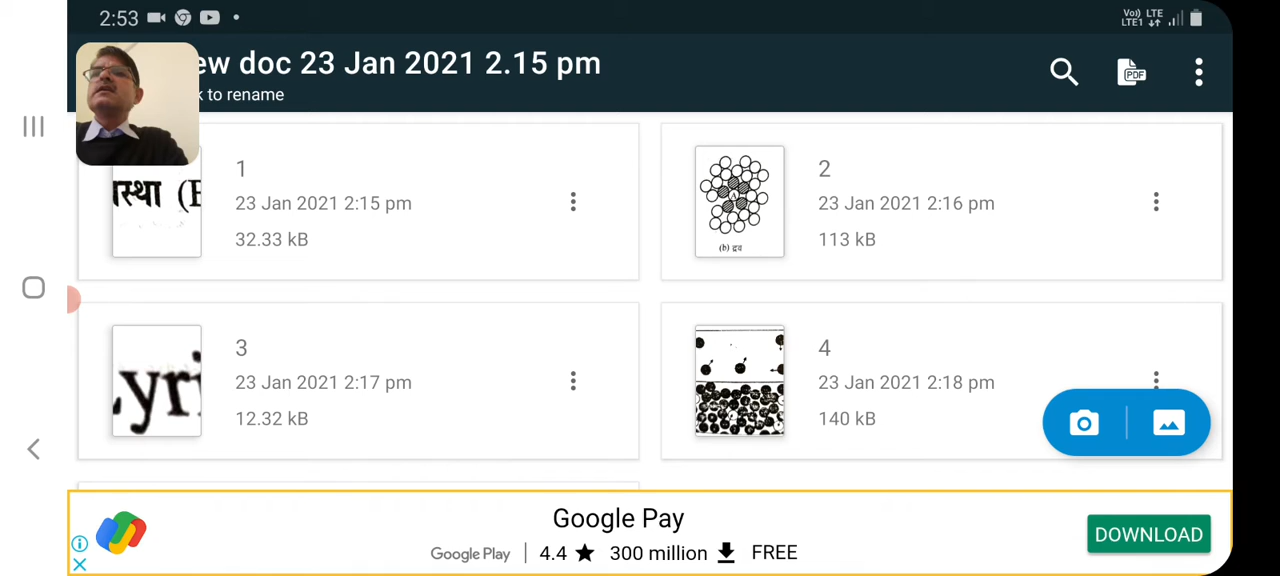 2:53
Vo)) LTE
LTE1
ew doc 23 Jan 2021 2.15 pm
k to rename
PDF
1
23 Jan 2021 2:15 pm
32.33 kB
2
23 Jan 2021 2:16 pm
113 kB
A
(b) द्रव
3
23 Jan 2021 2:17 pm
12.32 kB
yri
4
23 Jan 2021 2:18 pm
140 kB
Google Pay
Google Play | 4.4 ★ 300 million FREE
DOWNLOAD